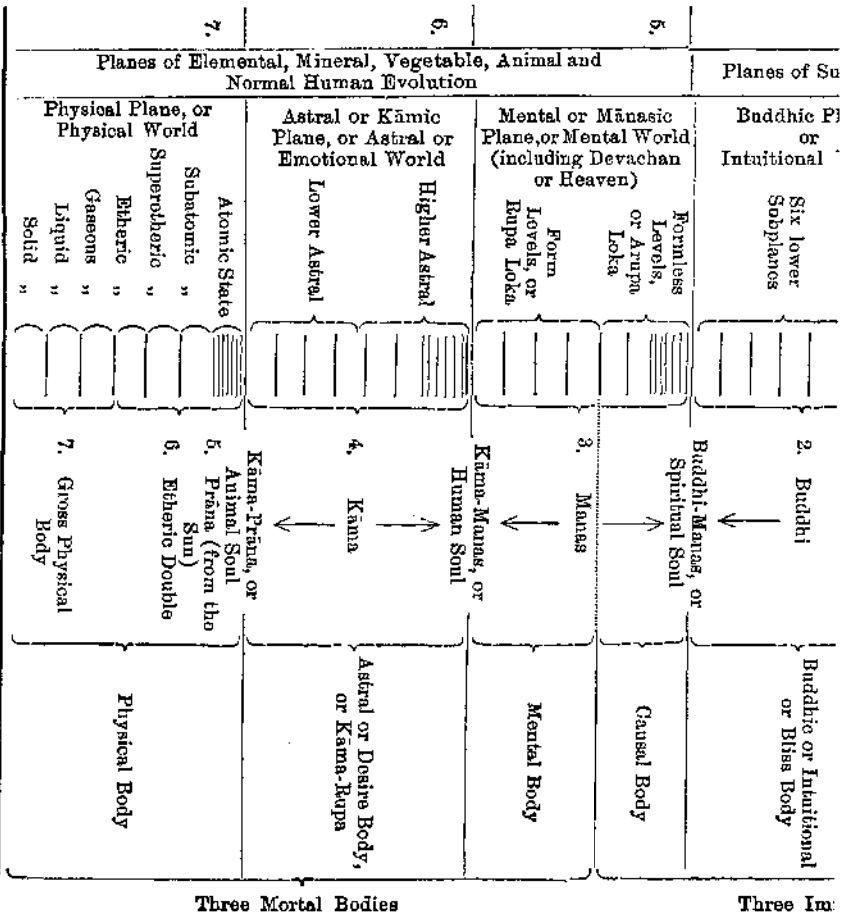 7.
6.
5.
Planes of Elemental, Mineral, Vegetable, Animal and
Normal Human Evolution
Planes of Su
Physical Plane, or
Physical World
Astral or Kāmic
Plane, or Astral or
Emotional World
Mental or Mānasic
Plane, or Mental World
(including Devachan
or Heaven)
Buddhic Pl
or
Intuitional
Solid „
Liquid „
Gaseous „
Etheric „
Superetheric „
Subatomic „
Atomic State
Lower Astral
Higher Astral
Form
Levels, or
Rupa Loka
Formless
Levels,
or Arupa
Loka
Six lower
Subplanes
7. Gross Physical
Body
Kāma-Prāna, or
Animal Soul
5. Prāna (from the
Sun)
6. Etheric Double
4. Kāma
Kāma-Manas, or
Human Soul
3. Manas
Buddhi-Manas, or
Spiritual Soul
2. Buddhi
Physical Body
Astral or Desire Body,
or Kāma-Rupa
Mental Body
Causal Body
Buddhic or Intuitional
or Bliss Body
Three Mortal Bodies
Three Im